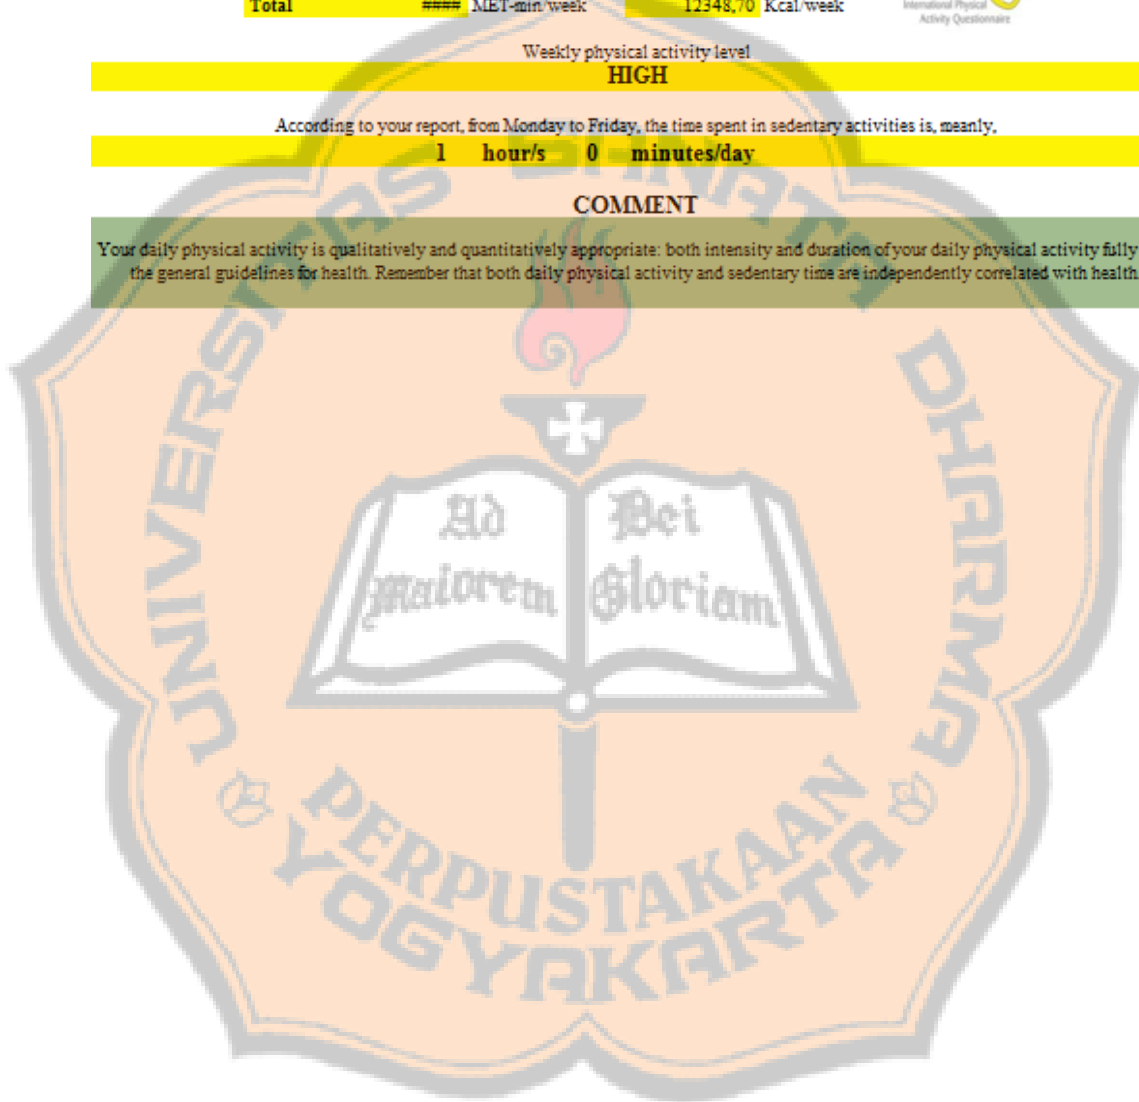 Total #### MET-min/week 12348,70 Kcal/week
International Physical
Activity Questionnaire
Weekly physical activity level
HIGH
According to your report, from Monday to Friday, the time spent in sedentary activities is, meanly,
1 hour/s 0 minutes/day
COMMENT
Your daily physical activity is qualitatively and quantitatively appropriate: both intensity and duration of your daily physical activity fully
the general guidelines for health. Remember that both daily physical activity and sedentary time are independently correlated with health
UNIVERSITAS SANATA DHARMA
Ad Dei
maiorem Gloriam
PERPUSTAKAAN
YOGYAKARTA